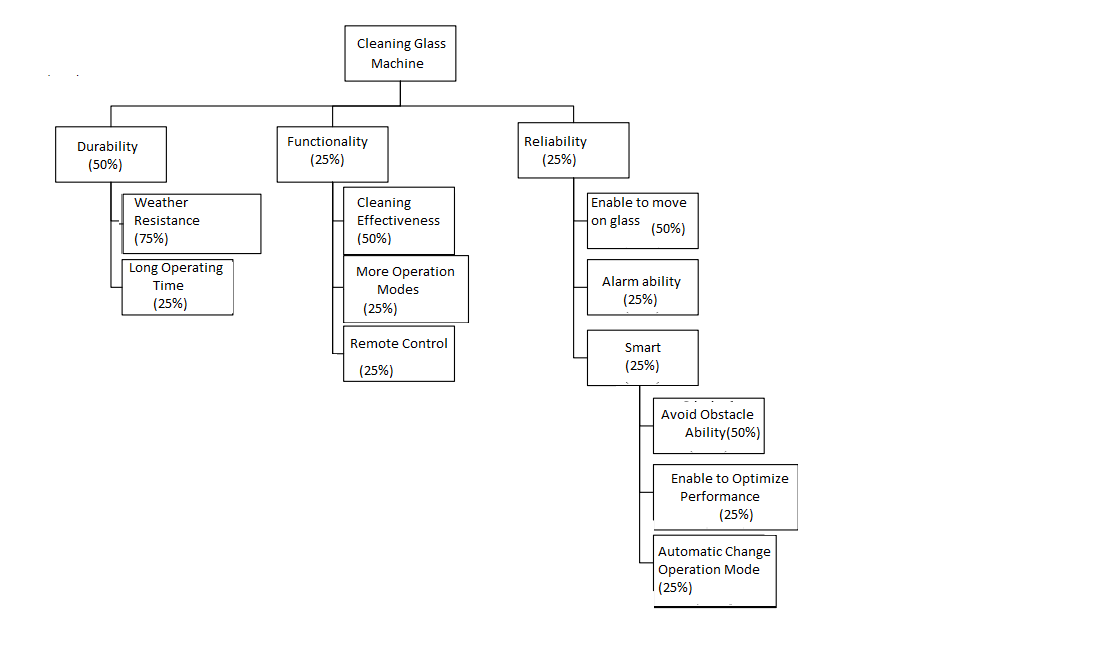 Cleaning Glass
Machine
Durability
(50%)
Weather
Resistance
(75%)
Long Operating
Time
(25%)
Functionality
(25%)
Cleaning
Effectiveness
(50%)
More Operation
Modes
(25%)
Remote Control
(25%)
Reliability
(25%)
Enable to move
on glass (50%)
Alarm ability
(25%)
Smart
(25%)
Avoid Obstacle
Ability(50%)
Enable to Optimize
Performance
(25%)
Automatic Change
Operation Mode
(25%)